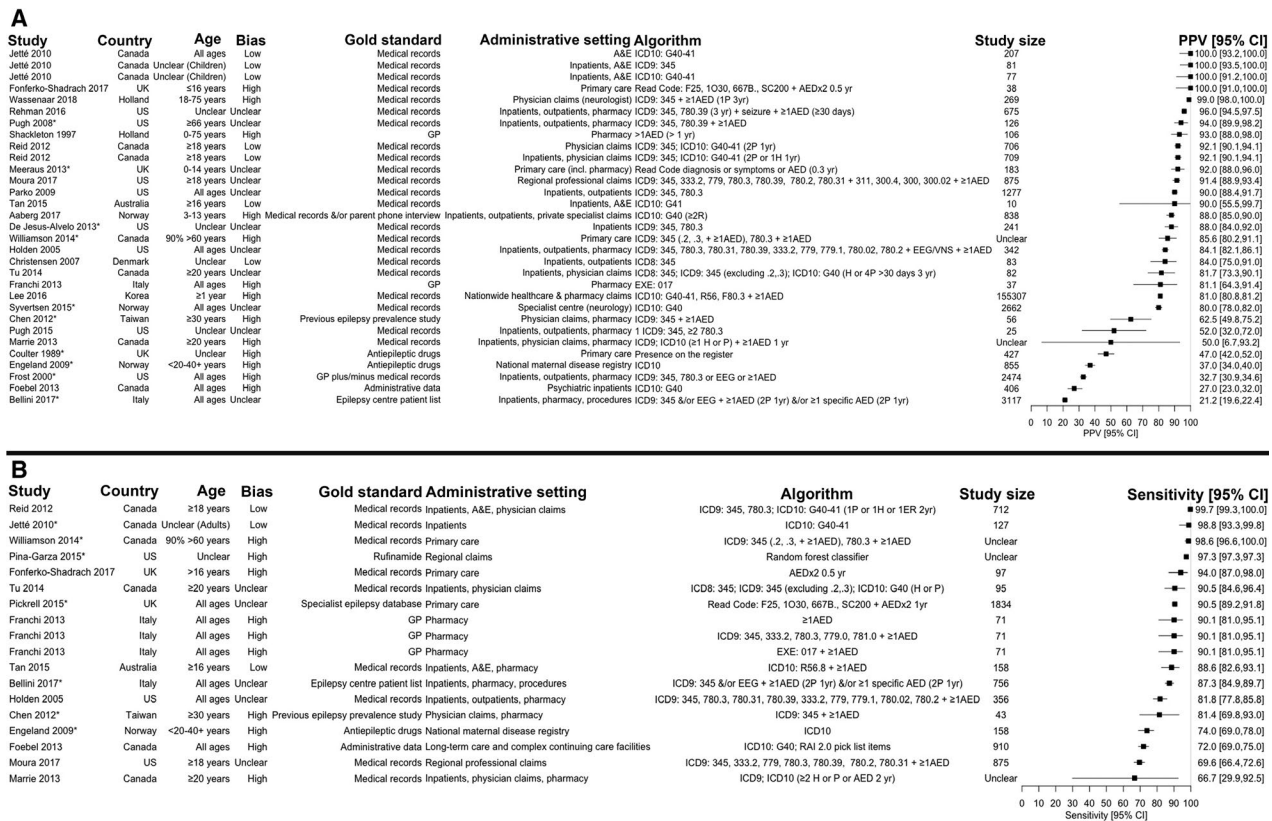 A
Study Country Age Bias Gold standard Administrative setting Algorithm Study size PPV [95% CI]
Jetté 2010 Canada All ages Low Medical records A&E ICD10: G40-41 207 100.0 [93.2,100.0]
Jetté 2010 Canada Unclear (Children) Low Medical records Inpatients, A&E ICD9: 345 81 100.0 [93.5,100.0]
Jetté 2010 Canada Unclear (Children) Low Medical records Inpatients, A&E ICD10: G40-41 77 100.0 [91.2,100.0]
Fonferko-Shadrach 2017 UK ≤16 years High Medical records Primary care Read Code: F25, 1O30, 667B., SC200 + AEDx2 0.5 yr 38 100.0 [91.0,100.0]
Wassenaar 2018 Holland 18-75 years High Medical records Physician claims (neurologist) ICD9: 345 + ≥1AED (1P 3yr) 269 99.0 [98.0,100.0]
Rehman 2016 US Unclear Unclear Medical records Inpatients, outpatients, pharmacy ICD9: 345, 780.39 (3 yr) + seizure + ≥1AED (≥30 days) 675 96.0 [94.5,97.5]
Pugh 2008* US ≥66 years Unclear Medical records Inpatients, outpatients, pharmacy ICD9: 345, 780.39 + ≥1AED 126 94.0 [89.9,98.2]
Shackleton 1997 Holland 0-75 years High GP Pharmacy >1AED (> 1 yr) 106 93.0 [88.0,98.0]
Reid 2012 Canada ≥18 years Low Medical records Physician claims ICD9: 345; ICD10: G40-41 (2P 1yr) 706 92.1 [90.1,94.1]
Reid 2012 Canada ≥18 years Low Medical records Inpatients, physician claims ICD9: 345; ICD10: G40-41 (2P or 1H 1yr) 709 92.1 [90.1,94.1]
Meeraus 2013* UK 0-14 years Unclear Medical records Primary care (incl. pharmacy) Read Code diagnosis or symptoms or AED (0.3 yr) 183 92.0 [88.0,96.0]
Moura 2017 US ≥18 years Unclear Medical records Regional professional claims ICD9: 345, 333.2, 779, 780.3, 780.39, 780.2, 780.31 + 311, 300.4, 300, 300.02 + ≥1AED 875 91.4 [88.9,93.4]
Parko 2009 US All ages Unclear Medical records Inpatients, outpatients ICD9: 345, 780.3 1277 90.0 [88.4,91.7]
Tan 2015 Australia ≥16 years Low Medical records Inpatients, A&E ICD10: G41 10 90.0 [55.5,99.7]
Aaberg 2017 Norway 3-13 years High Medical records &/or parent phone interview Inpatients, outpatients, private specialist claims ICD10: G40 (≥2R) 838 88.0 [85.0,90.0]
De Jesus-Alvelo 2013* US Unclear Unclear Medical records Inpatients ICD9: 345, 780.3 241 88.0 [84.0,92.0]
Williamson 2014* Canada 90% >60 years High Medical records Primary care ICD9: 345 (.2, .3, + ≥1AED), 780.3 + ≥1AED Unclear 85.6 [80.2,91.1]
Holden 2005 US All ages Unclear Medical records Inpatients, outpatients, pharmacy ICD9: 345, 780.3, 780.31, 780.39, 333.2, 779, 779.1, 780.02, 780.2 + EEG/VNS + ≥1AED 342 84.1 [82.1,86.1]
Christensen 2007 Denmark Unclear Low Medical records Inpatients, outpatients ICD8: 345 83 84.0 [75.0,91.0]
Tu 2014 Canada ≥20 years Unclear Medical records Inpatients, physician claims ICD8: 345; ICD9: 345 (excluding .2,.3); ICD10: G40 (H or 4P >30 days 3 yr) 82 81.7 [73.3,90.1]
Franchi 2013 Italy All ages High GP Pharmacy EXE: 017 37 81.1 [64.3,91.4]
Lee 2016 Korea ≥1 year High Medical records Nationwide healthcare & pharmacy claims ICD10: G40-41, R56, F80.3 + ≥1AED 155307 81.0 [80.8,81.2]
Syvertsen 2015* Norway All ages Unclear Medical records Specialist centre (neurology) ICD10: G40 2662 80.0 [78.0,82.0]
Chen 2012* Taiwan ≥30 years High Previous epilepsy prevalence study Physician claims, pharmacy ICD9: 345 + ≥1AED 56 62.5 [49.8,75.2]
Pugh 2015 US Unclear Unclear Medical records Inpatients, outpatients, pharmacy 1 ICD9: 345, ≥2 780.3 25 52.0 [32.0,72.0]
Marrie 2013 Canada ≥20 years High Medical records Inpatients, physician claims, pharmacy ICD9; ICD10 (≥1 H or P) + ≥1AED 1 year Unclear 50.0 [6.7,93.2]
Coulter 1989* UK Unclear High Antiepileptic drugs Primary care Presence on the register 427 47.0 [42.0,52.0]
Engeland 2009* Norway <20-40+ years High Antiepileptic drugs National maternal disease registry ICD10 855 37.0 [34.0,40.0]
Frost 2000* US All ages High GP plus/minus medical records Inpatients, outpatients, pharmacy ICD9: 345, 780.3 or EEG or ≥1AED 2474 32.7 [30.9,34.6]
Foebel 2013 Canada All ages High Administrative data Psychiatric inpatients ICD10: G40 406 27.0 [23.0,32.0]
Bellini 2017* Italy All ages Unclear Epilepsy centre patient list Inpatients, pharmacy, procedures ICD9: 345 &/or EEG + ≥1AED (2P 1yr) &/or ≥1 specific AED (2P 1yr) 3117 21.2 [19.6,22.4]
0 10 20 30 40 50 60 70 80 90 100
PPV [95% CI]
B
Study Country Age Bias Gold standard Administrative setting Algorithm Study size Sensitivity [95% CI]
Reid 2012 Canada ≥18 years Low Medical records Inpatients, A&E, physician claims ICD9: 345, 780.3; ICD10: G40-41 (1P or 1H or 1ER 2yr) 712 99.7 [99.3,100.0]
Jetté 2010* Canada Unclear (Adults) Low Medical records Inpatients ICD10: G40-41 127 98.8 [93.3,99.8]
Williamson 2014* Canada 90% >60 years High Medical records Primary care ICD9: 345 (.2, .3, + ≥1AED), 780.3 + ≥1AED Unclear 98.6 [96.6,100.0]
Pina-Garza 2015* US Unclear High Rufinamide Regional claims Random forest classifier Unclear 97.3 [97.3,97.3]
Fonferko-Shadrach 2017 UK >16 years High Medical records Primary care AEDx2 0.5 yr 97 94.0 [87.0,98.0]
Tu 2014 Canada ≥20 years Unclear Medical records Inpatients, physician claims ICD8: 345; ICD9: 345 (excluding .2,.3); ICD10: G40 (H or P) 95 90.5 [84.6,96.4]
Pickrell 2015* UK All ages Unclear Specialist epilepsy database Primary care Read Code: F25, 1O30, 667B., SC200 + AEDx2 1yr 1834 90.5 [89.2,91.8]
Franchi 2013 Italy All ages High GP Pharmacy ≥1AED 71 90.1 [81.0,95.1]
Franchi 2013 Italy All ages High GP Pharmacy ICD9: 345, 333.2, 780.3, 779.0, 781.0 + ≥1AED 71 90.1 [81.0,95.1]
Franchi 2013 Italy All ages High GP Pharmacy EXE: 017 + ≥1AED 71 90.1 [81.0,95.1]
Tan 2015 Australia ≥16 years Low Medical records Inpatients, A&E, pharmacy ICD10: R56.8 + ≥1AED 158 88.6 [82.6,93.1]
Bellini 2017* Italy All ages Unclear Epilepsy centre patient list Inpatients, pharmacy, procedures ICD9: 345 &/or EEG + ≥1AED (2P 1yr) &/or ≥1 specific AED (2P 1yr) 756 87.3 [84.9,89.7]
Holden 2005 US All ages Unclear Medical records Inpatients, outpatients, pharmacy ICD9: 345, 780.3, 780.31, 780.39, 333.2, 779, 779.1, 780.02, 780.2 + ≥1AED 356 81.8 [77.8,85.8]
Chen 2012* Taiwan ≥30 years High Previous epilepsy prevalence study Physician claims, pharmacy ICD9: 345 + ≥1AED 43 81.4 [69.8,93.0]
Engeland 2009* Norway <20-40+ years High Antiepileptic drugs National maternal disease registry ICD10 158 74.0 [69.0,78.0]
Foebel 2013 Canada All ages High Administrative data Long-term care and complex continuing care facilities ICD10: G40; RAI 2.0 pick list items 910 72.0 [69.0,75.0]
Moura 2017 US ≥18 years Unclear Medical records Regional professional claims ICD9: 345, 333.2, 779, 780.3, 780.39, 780.2, 780.31 + ≥1AED 875 69.6 [66.4,72.6]
Marrie 2013 Canada ≥20 years High Medical records Inpatients, physician claims, pharmacy ICD9; ICD10 (≥2 H or P or AED 2 yr) Unclear 66.7 [29.9,92.5]
0 10 20 30 40 50 60 70 80 90 100
Sensitivity [95% CI]